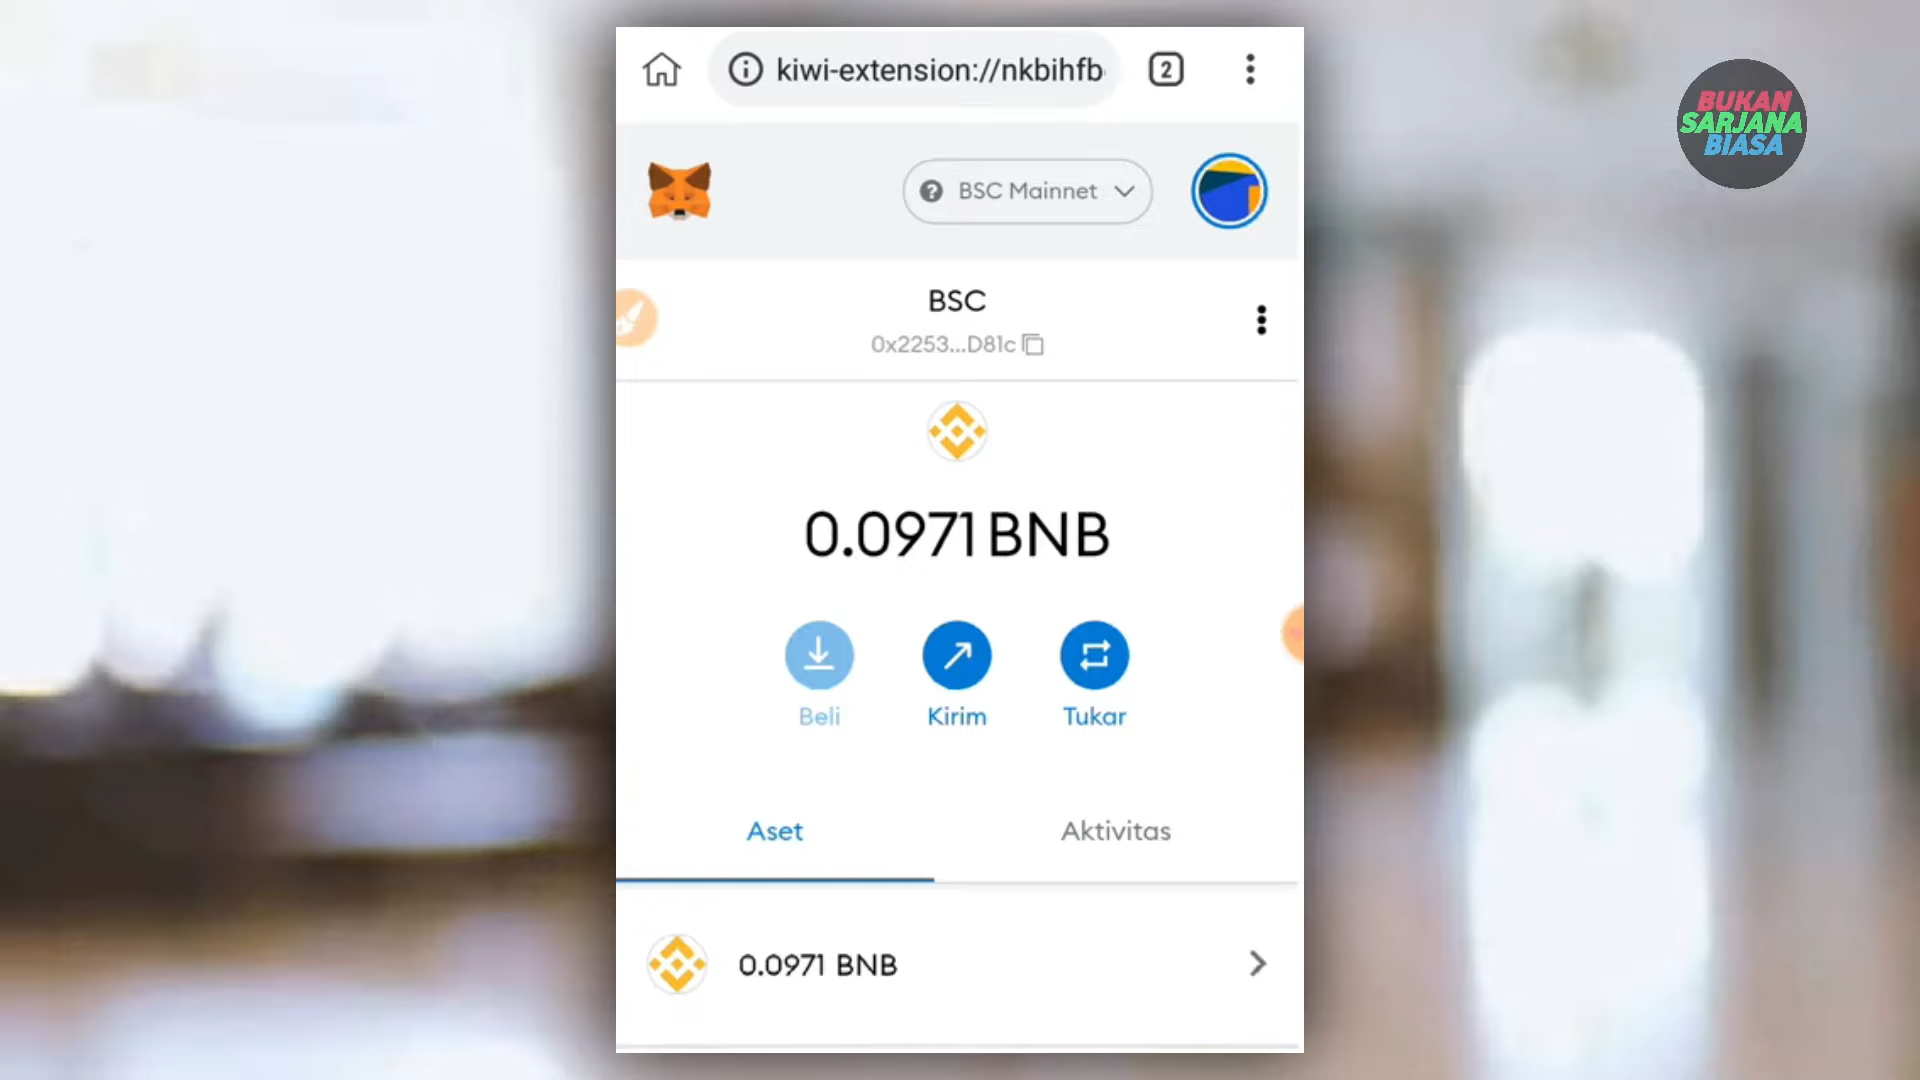 kiwi-extension://nkbihfb
2
BUKAN
SARJANA
BIASA
BSC Mainnet
BSC
0x2253...D81c
0.0971 BNB
Beli
Kirim
Tukar
Aset
Aktivitas
0.0971 BNB